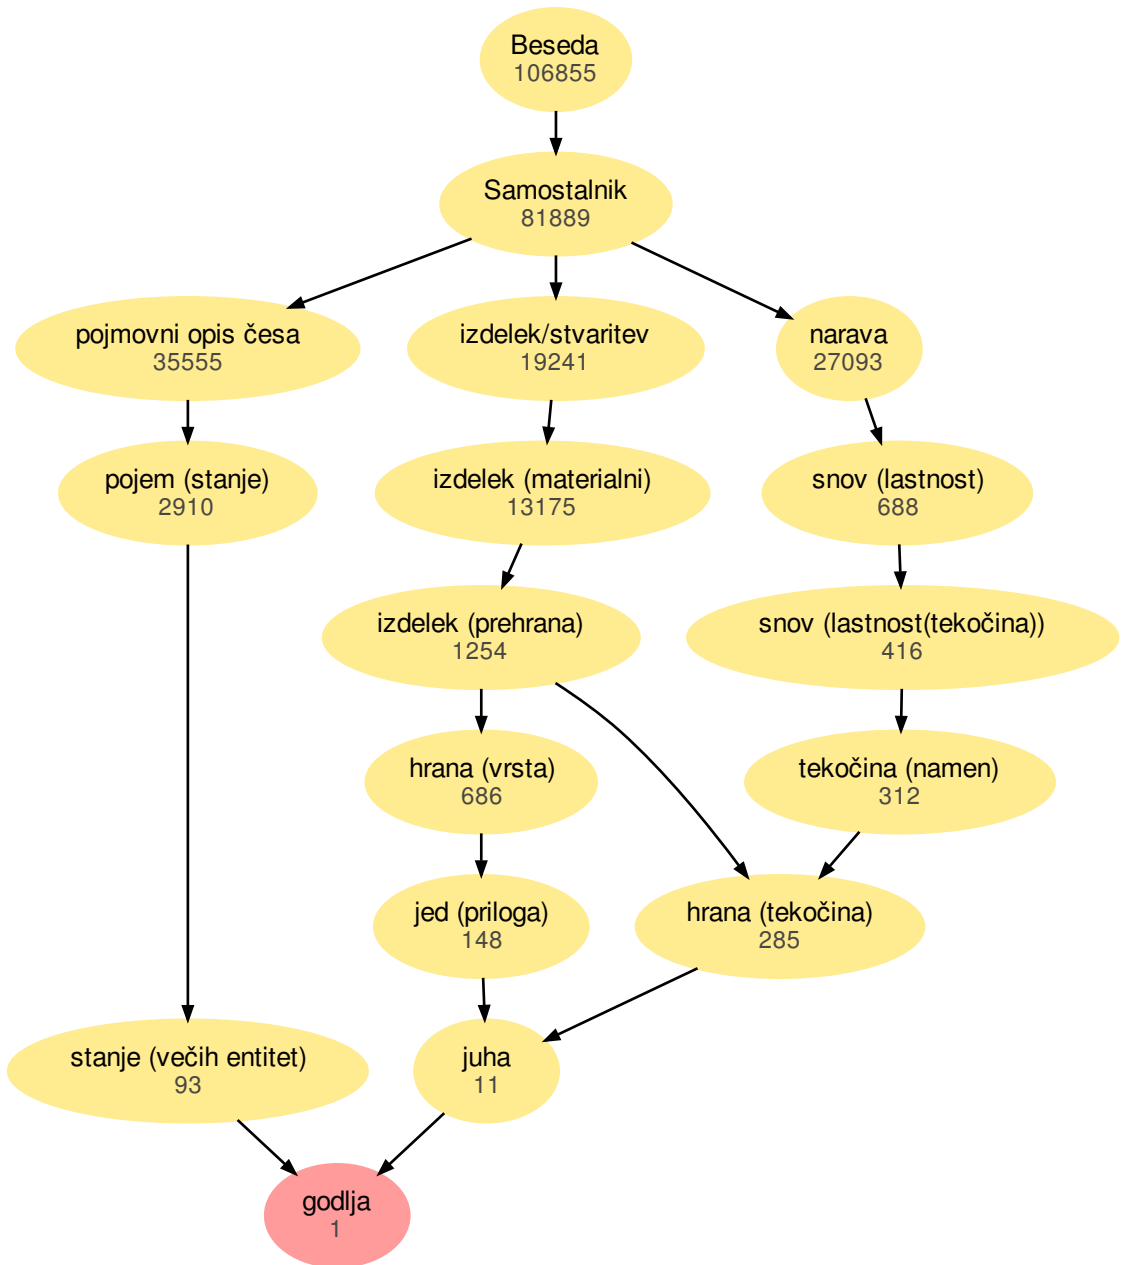 Beseda
106855
Samostalnik
81889
pojmovni opis česa
35555
izdelek/stvaritev
19241
narava
27093
pojem (stanje)
2910
izdelek (materialni)
13175
snov (lastnost)
688
izdelek (prehrana)
1254
snov (lastnost(tekočina))
416
hrana (vrsta)
686
tekočina (namen)
312
jed (priloga)
148
hrana (tekočina)
285
stanje (večih entitet)
93
juha
11
godlja
1